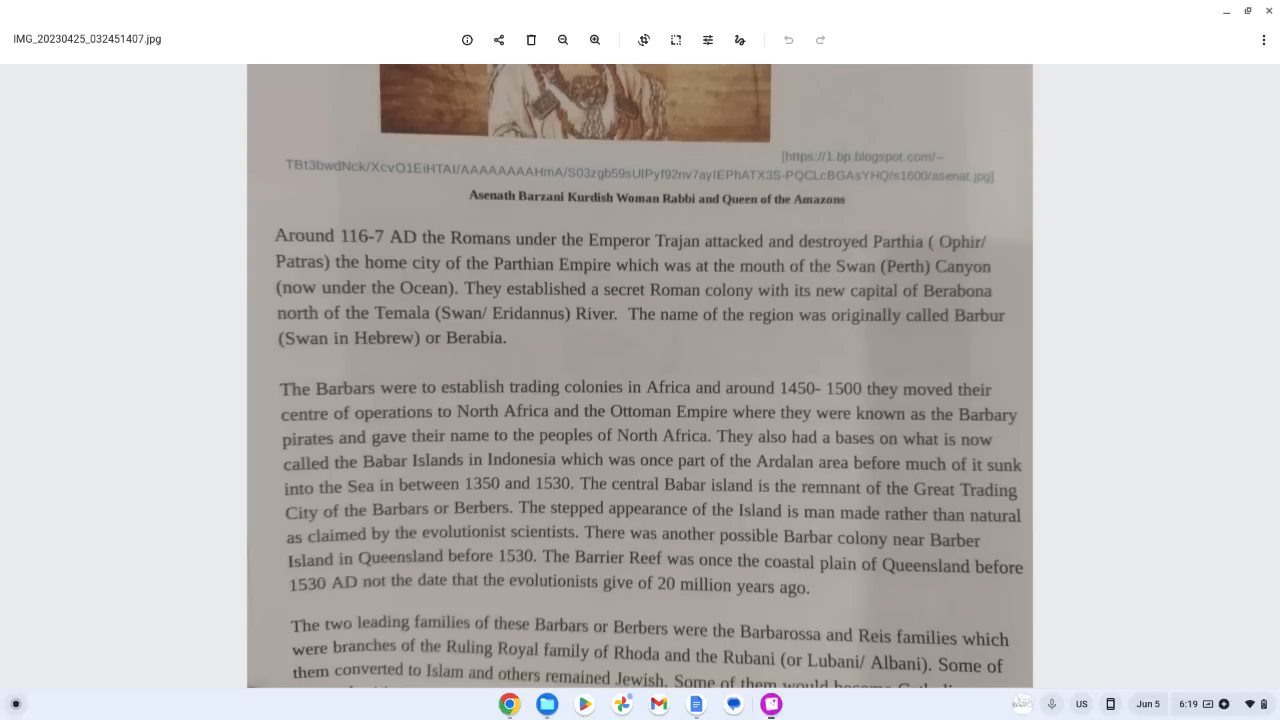 IMG_20230425_032451407.jpg
[https://1.bp.blogspot.com/--
TBt3bwdNck/XcvO1EiHTAI/AAAAAAAAHmA/S03zgb59sUIPyf92nv7ayIEPhATX3S-PQCLcBGAsYHQ/s1600/asenat.jpg]
Asenath Barzani Kurdish Woman Rabbi and Queen of the Amazons
Around 116-7 AD the Romans under the Emperor Trajan attacked and destroyed Parthia ( Ophir/
Patras) the home city of the Parthian Empire which was at the mouth of the Swan (Perth) Canyon
(now under the Ocean). They established a secret Roman colony with its new capital of Berabona
north of the Temala (Swan/ Eridannus) River. The name of the region was originally called Barbur
(Swan in Hebrew) or Berabia.
The Barbars were to establish trading colonies in Africa and around 1450- 1500 they moved their
centre of operations to North Africa and the Ottoman Empire where they were known as the Barbary
pirates and gave their name to the peoples of North Africa. They also had a bases on what is now
called the Babar Islands in Indonesia which was once part of the Ardalan area before much of it sunk
into the Sea in between 1350 and 1530. The central Babar island is the remnant of the Great Trading
City of the Barbars or Berbers. The stepped appearance of the Island is man made rather than natural
as claimed by the evolutionist scientists. There was another possible Barbar colony near Barber
Island in Queensland before 1530. The Barrier Reef was once the coastal plain of Queensland before
1530 AD not the date that the evolutionists give of 20 million years ago.
The two leading families of these Barbars or Berbers were the Barbarossa and Reis families which
were branches of the Ruling Royal family of Rhoda and the Rubani (or Lubani/ Albani). Some of
them converted to Islam and others remained Jewish. Some of them would become
US
Jun 5
6:19